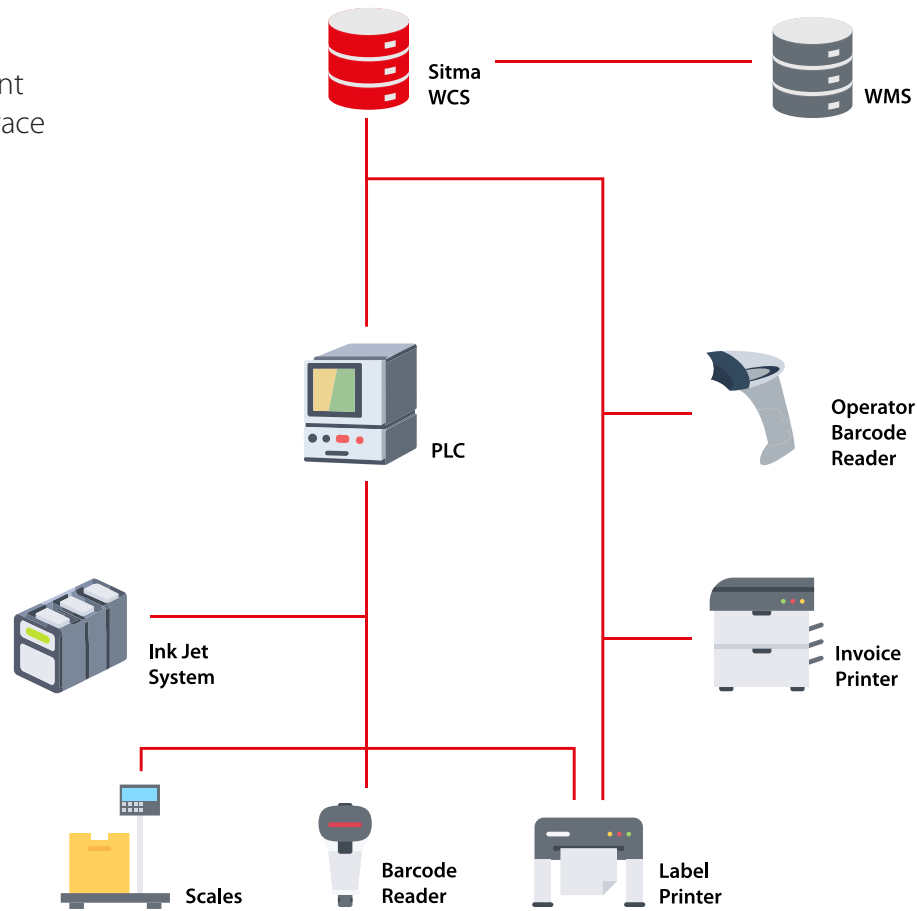 Sitma
WCS
WMS
PLC
Operator
Barcode
Reader
Ink Jet
System
Invoice
Printer
Scales
Barcode
Reader
Label
Printer